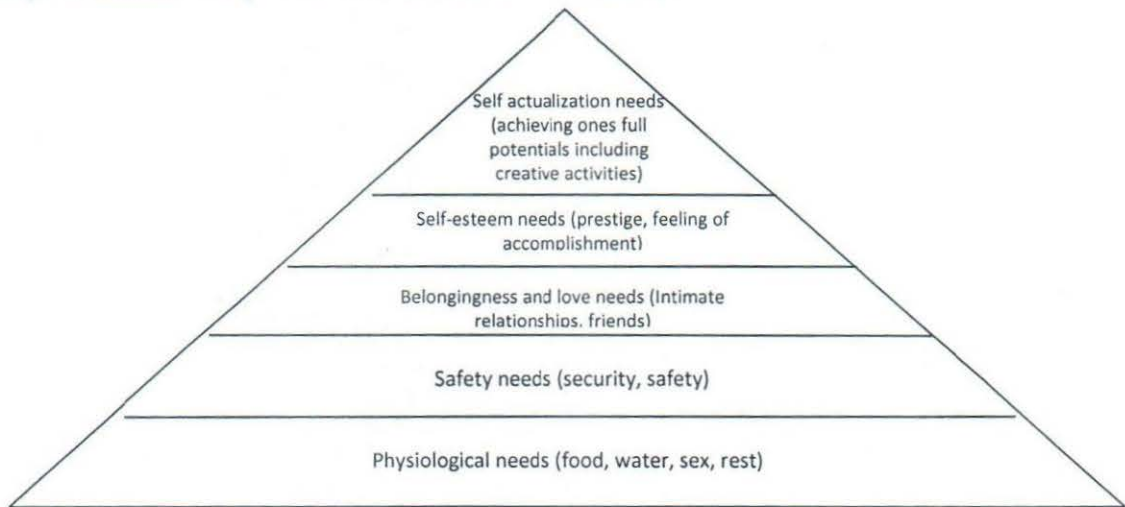 Self actualization needs
(achieving ones full
potentials including
creative activities)
Self-esteem needs (prestige, feeling of
accomplishment)
Belongingness and love needs (Intimate
relationships, friends)
Safety needs (security, safety)
Physiological needs (food, water, sex, rest)